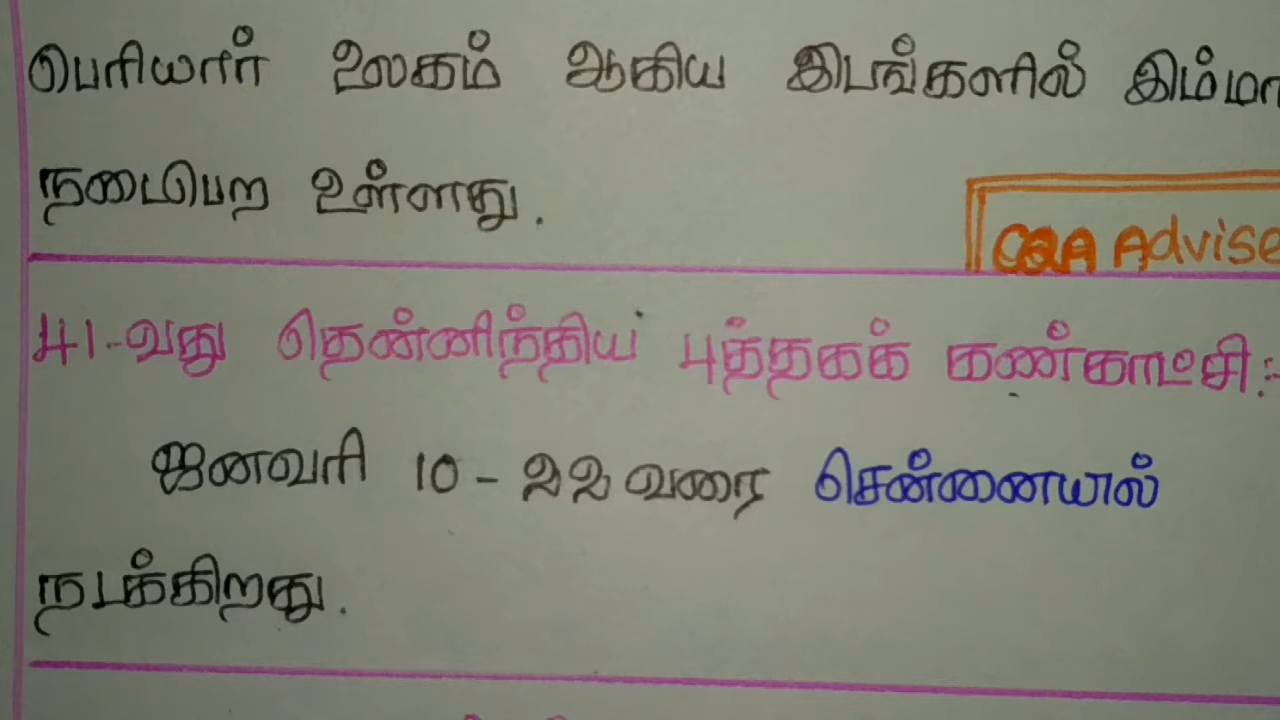 பெரியார் உலகம் ஆகிய இடங்களில் இம்மா
நடைபெற உள்ளது.
CQA Advise
41-வது தென்னிந்திய புத்தகக் கண்காட்சி:-
ஜனவரி 10 - 22 வரை சென்னையில்
நடக்கிறது.